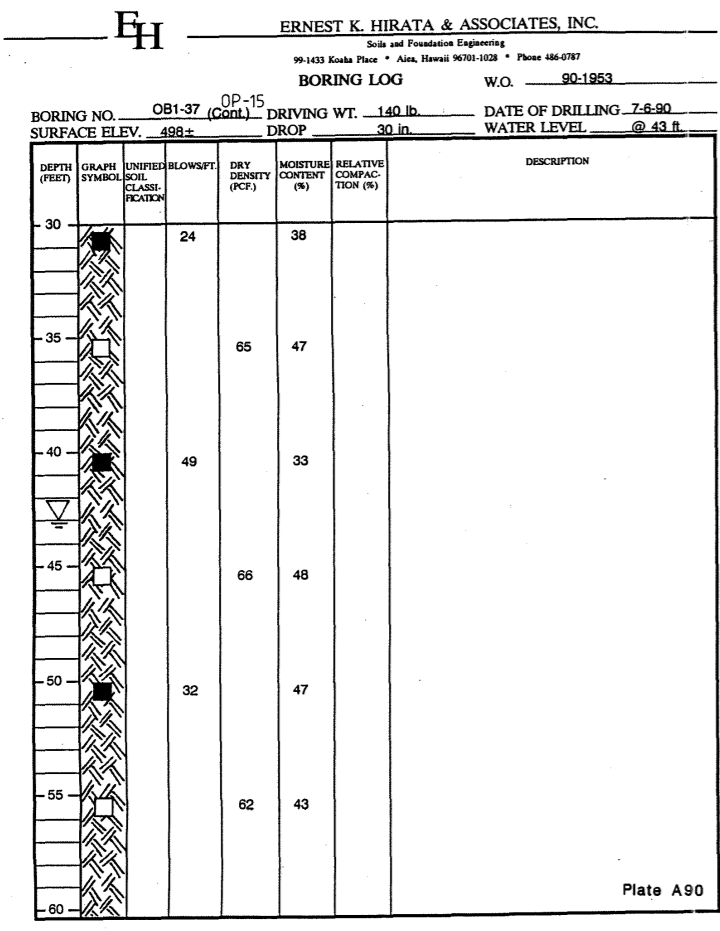 EH
ERNEST K. HIRATA & ASSOCIATES, INC.
Soils and Foundation Engineering
99-1433 Koaha Place • Aiea, Hawaii 96701-1028 • Phone 486-0787
BORING LOG W.O. 90-1953
OP-15
BORING NO. OB1-37 (Cont.) DRIVING WT. 140 lb. DATE OF DRILLING 7-6-90
SURFACE ELEV. 498± DROP 30 in. WATER LEVEL @ 43 ft.
DEPTH (FEET) GRAPH SYMBOL UNIFIED SOIL CLASSI-FICATION BLOWS/FT. DRY DENSITY (PCF.) MOISTURE CONTENT (%) RELATIVE COMPAC-TION (%) DESCRIPTION
30
24 38
35
65 47
40
49 33
45
66 48
50
32 47
55
62 43
60
Plate A90